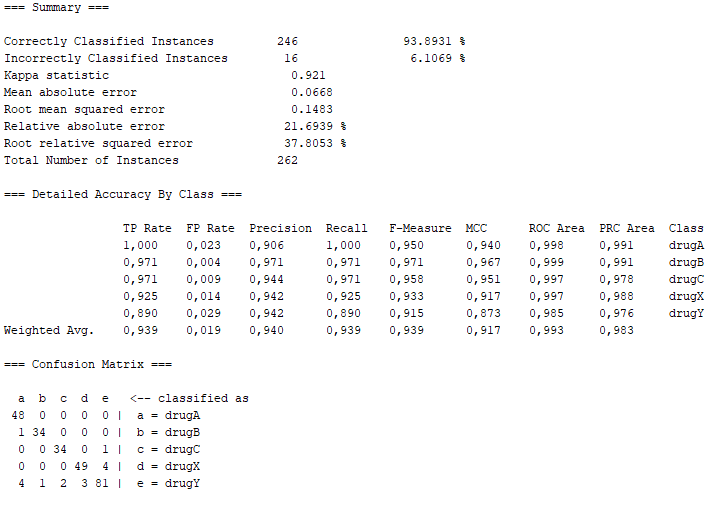 === Summary ===
Correctly Classified Instances 246 93.8931 %
Incorrectly Classified Instances 16 6.1069 %
Kappa statistic 0.921
Mean absolute error 0.0668
Root mean squared error 0.1483
Relative absolute error 21.6939 %
Root relative squared error 37.8053 %
Total Number of Instances 262
=== Detailed Accuracy By Class ===
TP Rate FP Rate Precision Recall F-Measure MCC ROC Area PRC Area Class
1,000 0,023 0,906 1,000 0,950 0,940 0,998 0,991 drugA
0,971 0,004 0,971 0,971 0,971 0,967 0,999 0,991 drugB
0,971 0,009 0,944 0,971 0,958 0,951 0,997 0,978 drugC
0,925 0,014 0,942 0,925 0,933 0,917 0,997 0,988 drugX
0,890 0,029 0,942 0,890 0,915 0,873 0,985 0,976 drugY
Weighted Avg. 0,939 0,019 0,940 0,939 0,939 0,917 0,993 0,983
=== Confusion Matrix ===
a b c d e <-- classified as
48 0 0 0 0 | a = drugA
1 34 0 0 0 | b = drugB
0 0 34 0 1 | c = drugC
0 0 0 49 4 | d = drugX
4 1 2 3 81 | e = drugY